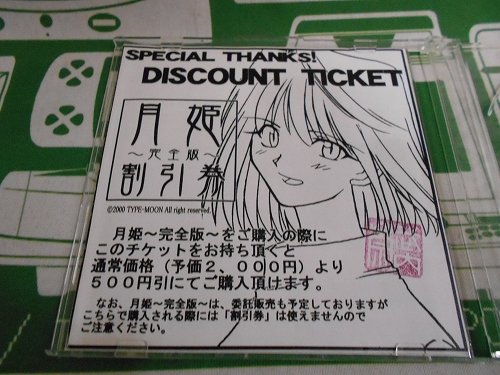 SPECIAL THANKS!
DISCOUNT TICKET
月姫
～完全版～
割引券
©2000 TYPE-MOON All right reserved.
月姫～完全版～をご購入の際に
このチケットをお持ち頂くと
通常価格（予価２、０００円）より
５００円引にてご購入頂けます。
なお、月姫～完全版～は、委託販売も予定しておりますが
こちらで購入される際には「割引券」は使えませんので
ご注意ください。